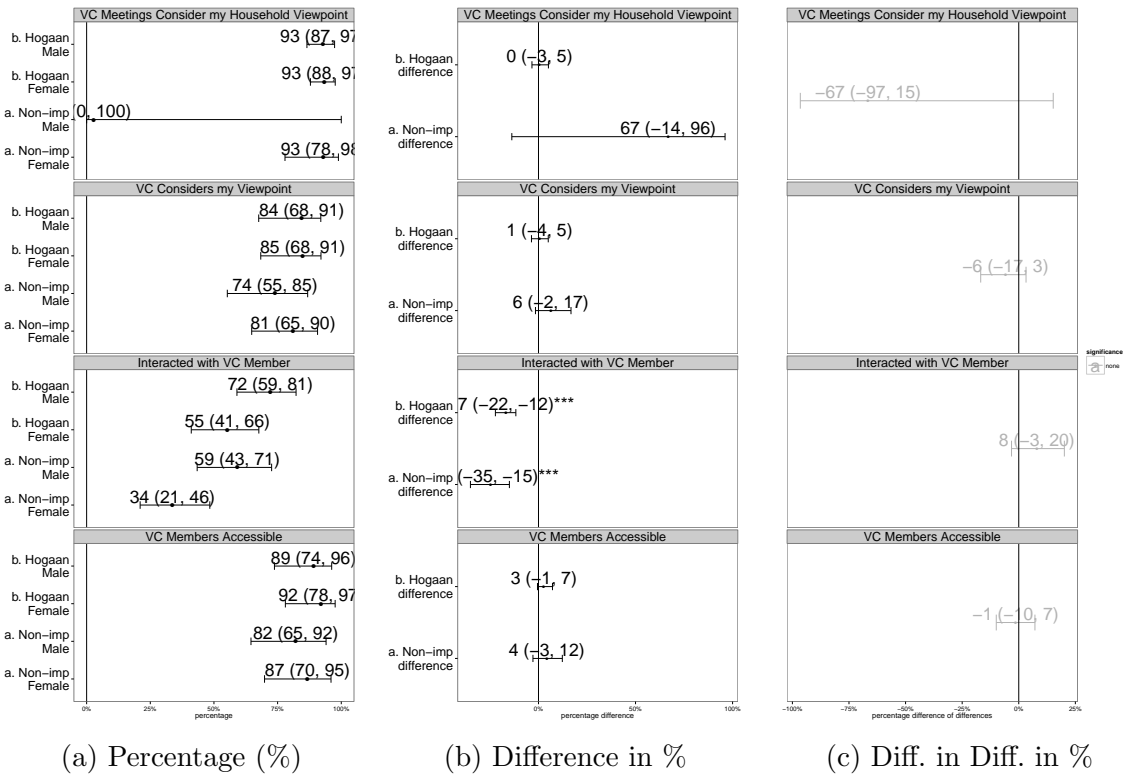 VC Meetings Consider my Household Viewpoint
b. Hogaan
Male
93 (87, 97
b. Hogaan
Female
93 (88, 97
a. Non−imp
Male
0, 100)
a. Non−imp
Female
93 (78, 98
VC Considers my Viewpoint
b. Hogaan
Male
84 (68, 91)
b. Hogaan
Female
85 (68, 91)
a. Non−imp
Male
74 (55, 85)
a. Non−imp
Female
81 (65, 90)
Interacted with VC Member
b. Hogaan
Male
72 (59, 81)
b. Hogaan
Female
55 (41, 66)
a. Non−imp
Male
59 (43, 71)
a. Non−imp
Female
34 (21, 46)
VC Members Accessible
b. Hogaan
Male
89 (74, 96)
b. Hogaan
Female
92 (78, 97
a. Non−imp
Male
82 (65, 92)
a. Non−imp
Female
87 (70, 95)
0% 25% 50% 75% 100%
percentage
(a) Percentage (%)
VC Meetings Consider my Household Viewpoint
b. Hogaan
difference
0 (−3, 5)
a. Non−imp
difference
67 (−14, 96)
VC Considers my Viewpoint
b. Hogaan
difference
1 (−4, 5)
a. Non−imp
difference
6 (−2, 17)
Interacted with VC Member
b. Hogaan
difference
7 (−22, −12)***
a. Non−imp
difference
(−35, −15)***
VC Members Accessible
b. Hogaan
difference
3 (−1, 7)
a. Non−imp
difference
4 (−3, 12)
0% 50% 100%
percentage difference
(b) Difference in %
VC Meetings Consider my Household Viewpoint
−67 (−97, 15)
VC Considers my Viewpoint
−6 (−17, 3)
Interacted with VC Member
8 (−3, 20)
VC Members Accessible
−1 (−10, 7)
−100% −75% −50% −25% 0% 25%
percentage difference of differences
(c) Diff. in Diff. in %
significance
a none